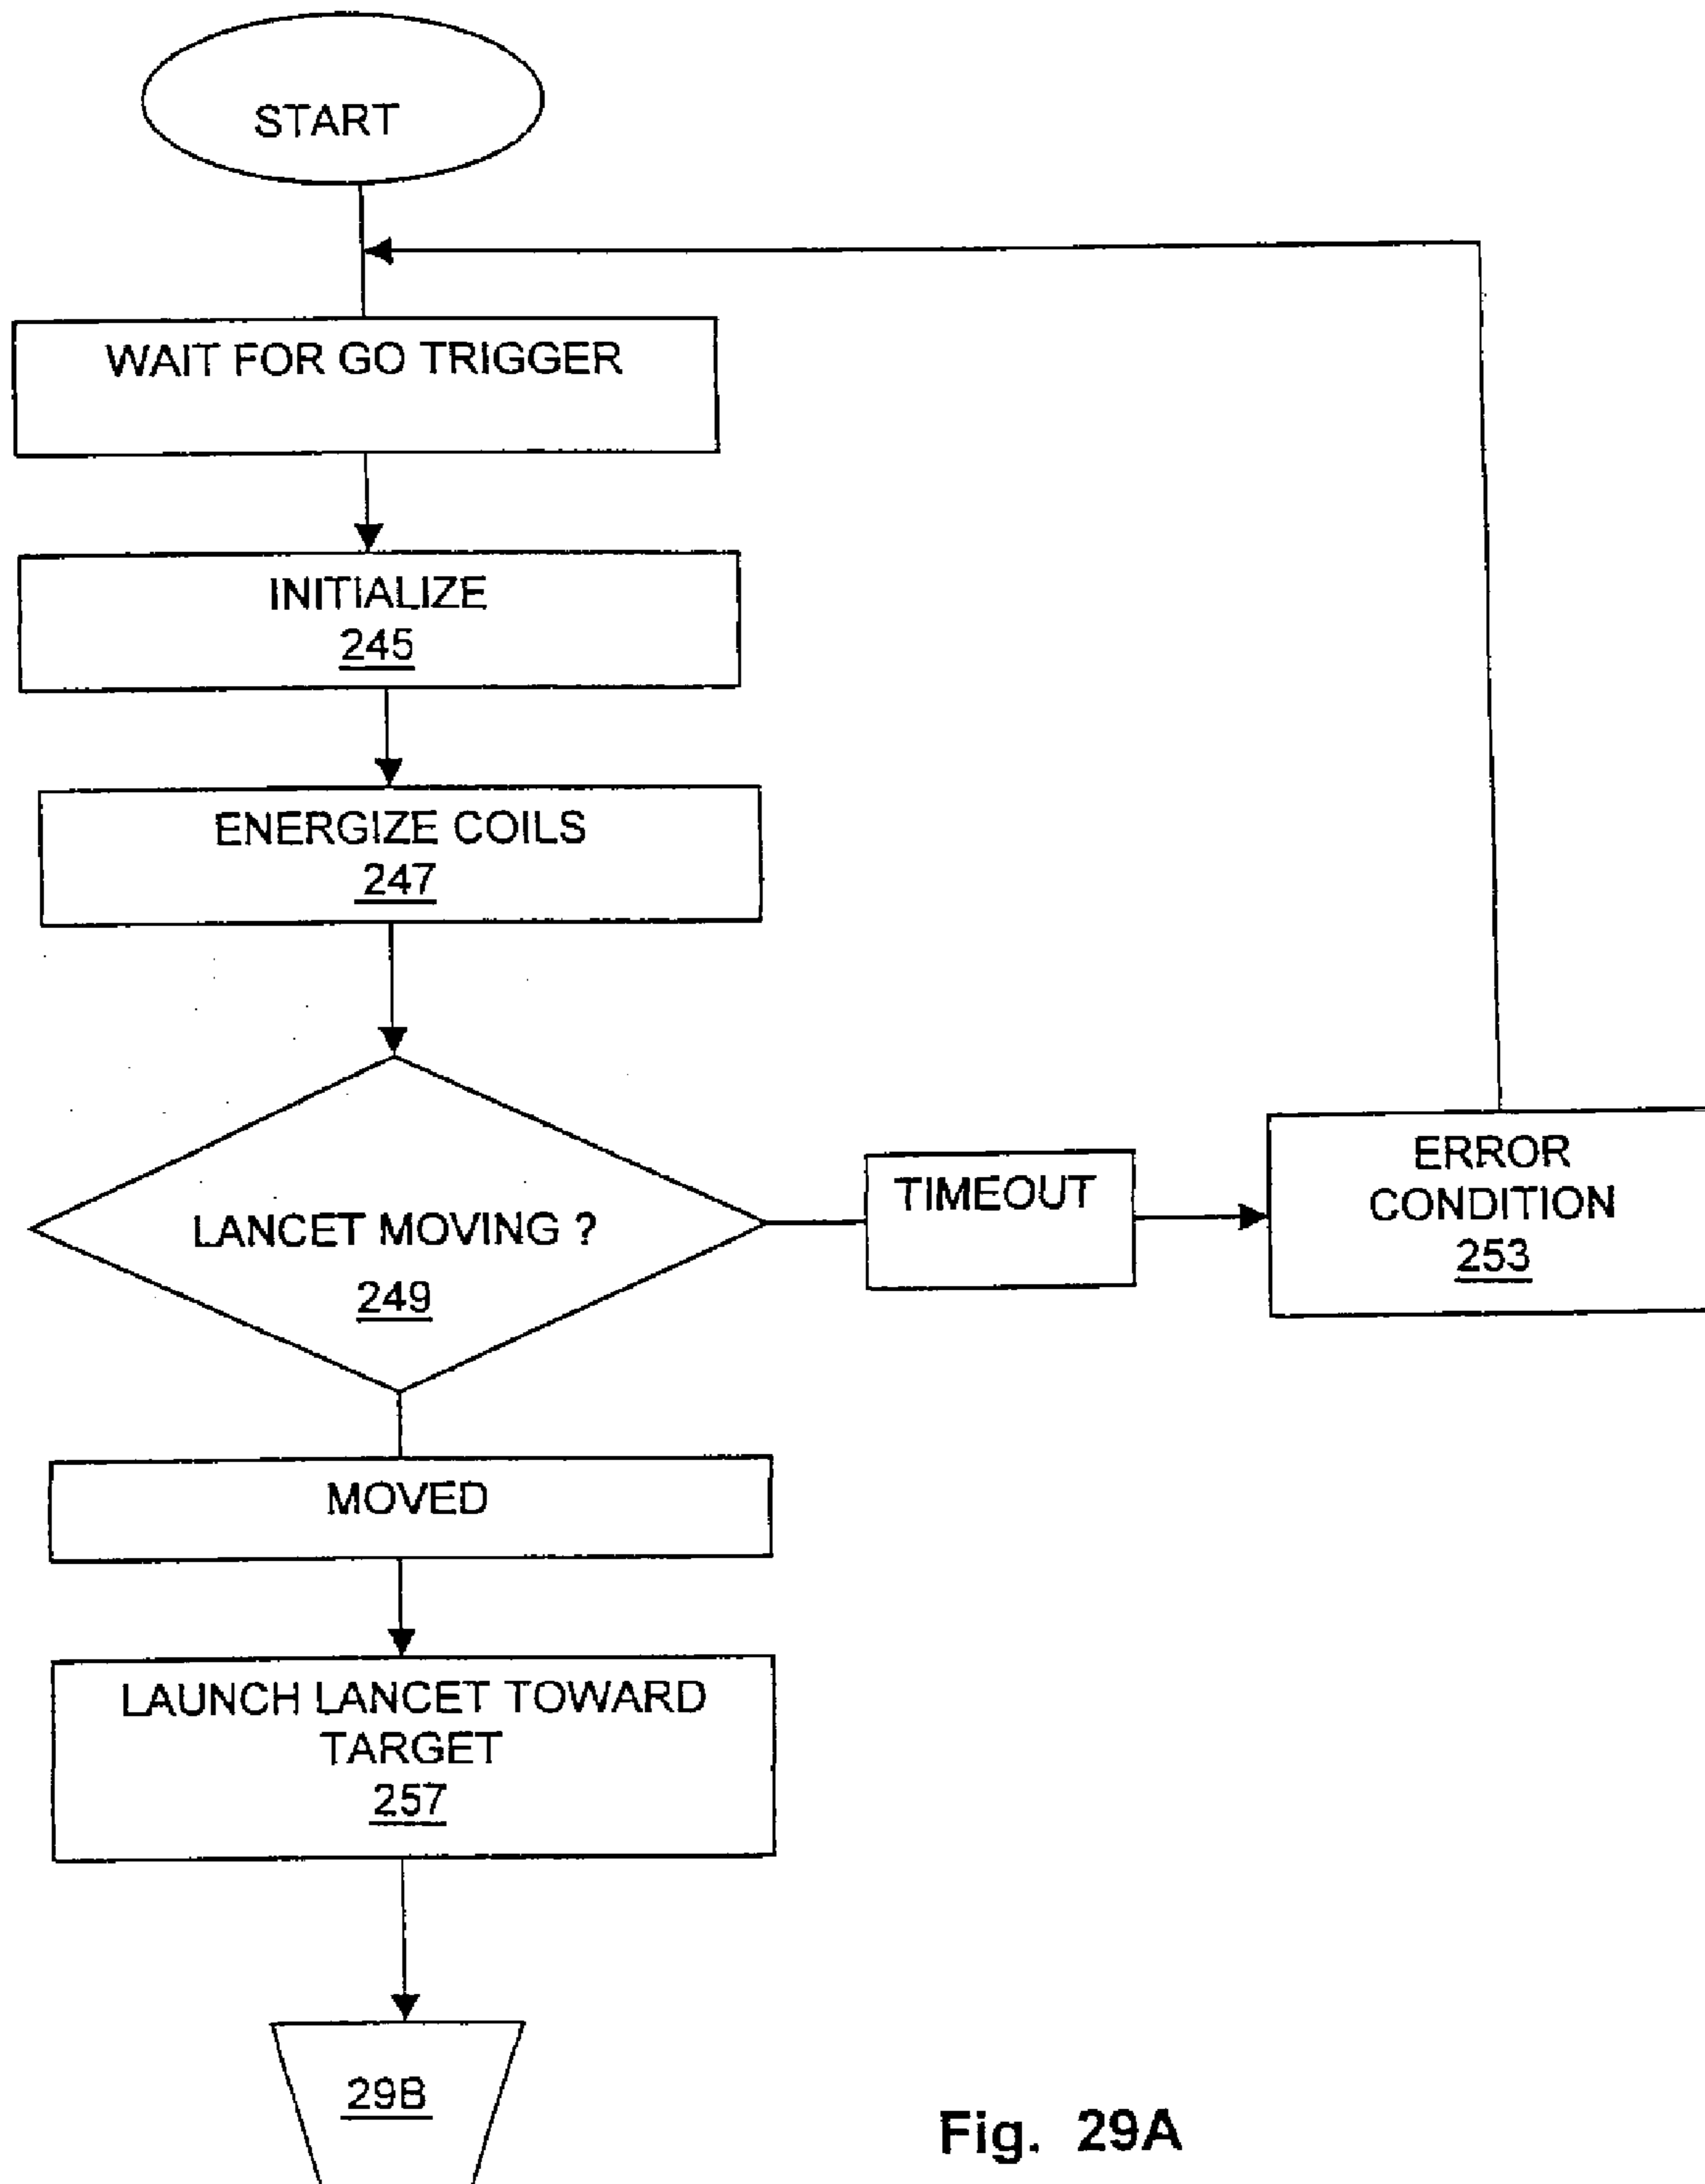 START
WAIT FOR GO TRIGGER
INITIALIZE
245
ENERGIZE COILS
247
LANCET MOVING ?
249
TIMEOUT
ERROR
CONDITION
253
MOVED
LAUNCH LANCET TOWARD
TARGET
257
29B
Fig. 29A